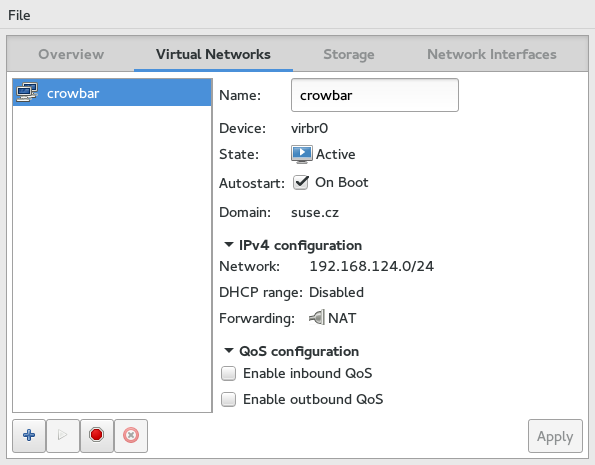 File
Overview Virtual Networks Storage Network Interfaces
crowbar
Name: crowbar
Device: virbr0
State: Active
Autostart: On Boot
Domain: suse.cz
IPv4 configuration
Network: 192.168.124.0/24
DHCP range: Disabled
Forwarding: NAT
QoS configuration
Enable inbound QoS
Enable outbound QoS
Apply